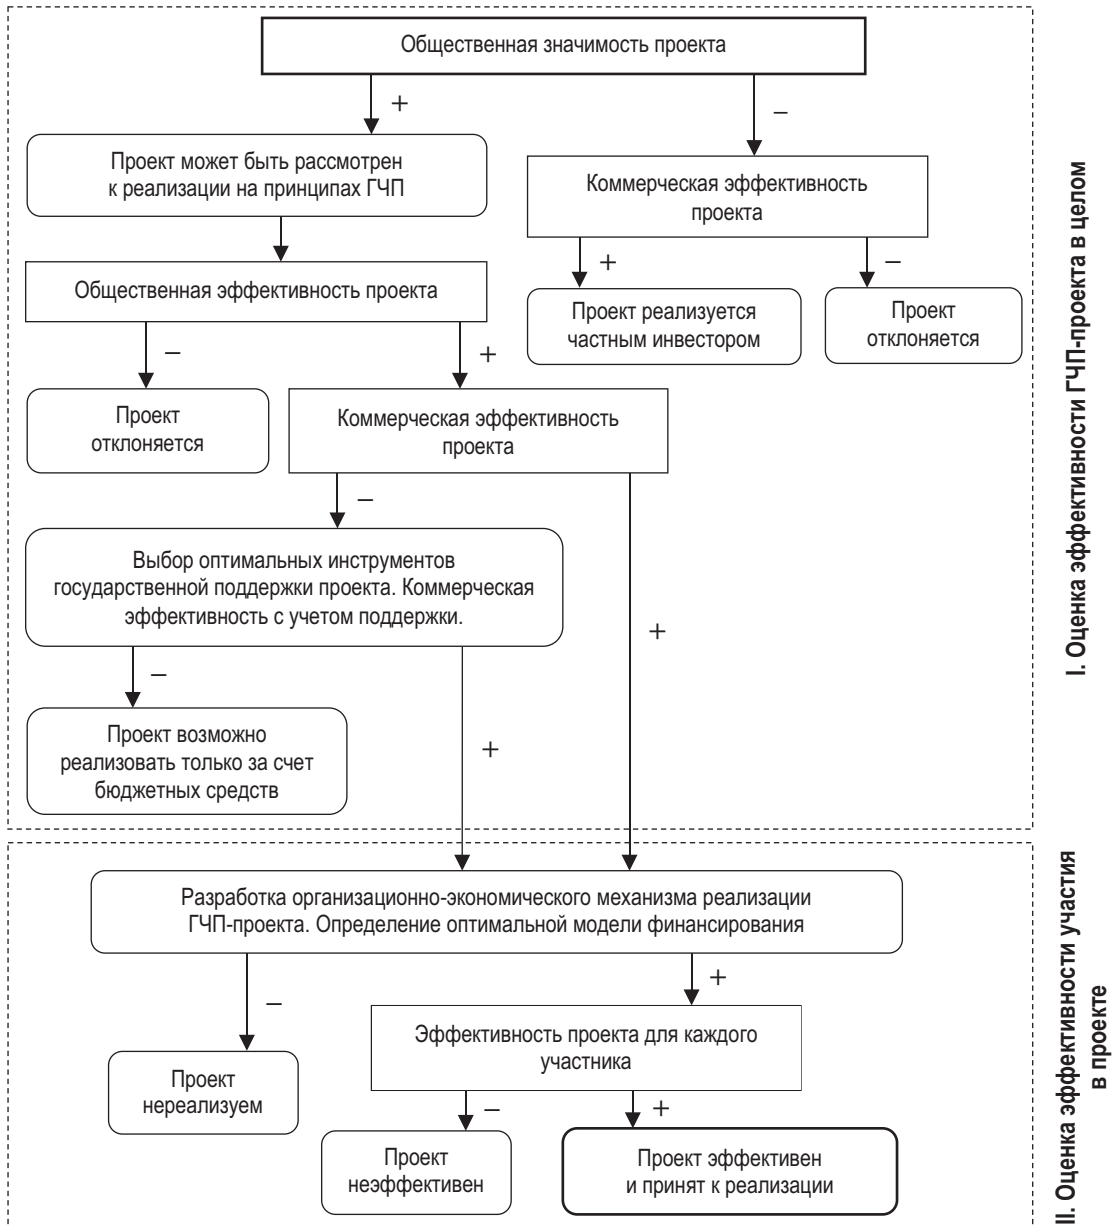 Общественная значимость проекта
+
–
Проект может быть рассмотрен
к реализации на принципах ГЧП
Коммерческая эффективность
проекта
Общественная эффективность проекта
+
–
Проект реализуется
частным инвестором
Проект
отклоняется
–
+
Проект
отклоняется
Коммерческая эффективность
проекта
–
+
Выбор оптимальных инструментов
государственной поддержки проекта. Коммерческая
эффективность с учетом поддержки.
–
+
Проект возможно
реализовать только за счет
бюджетных средств
I. Оценка эффективности ГЧП-проекта в целом
Разработка организационно-экономического механизма реализации
ГЧП-проекта. Определение оптимальной модели финансирования
–
+
Проект
нереализуем
Эффективность проекта для каждого
участника
–
+
Проект
неэффективен
Проект эффективен
и принят к реализации
II. Оценка эффективности участия
в проекте